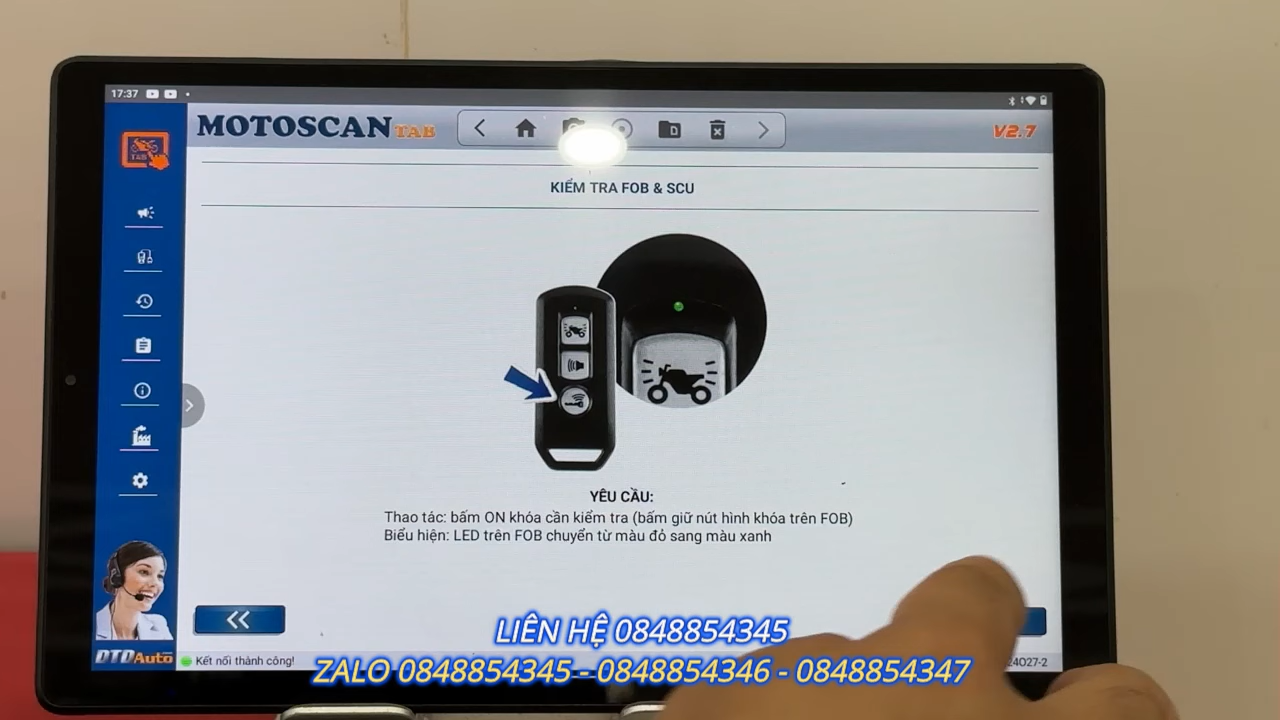 17:37
MOTOSCAN TAB
V2.7
KIỂM TRA FOB & SCU
YÊU CẦU:
Thao tác: bấm ON khóa cần kiểm tra (bấm giữ nút hình khóa trên FOB)
Biểu hiện: LED trên FOB chuyển từ màu đỏ sang màu xanh
LIÊN HỆ 0848854345
DTDAuto
Kết nối thành công!
24027-2
ZALO 0848854345 - 0848854346 - 0848854347